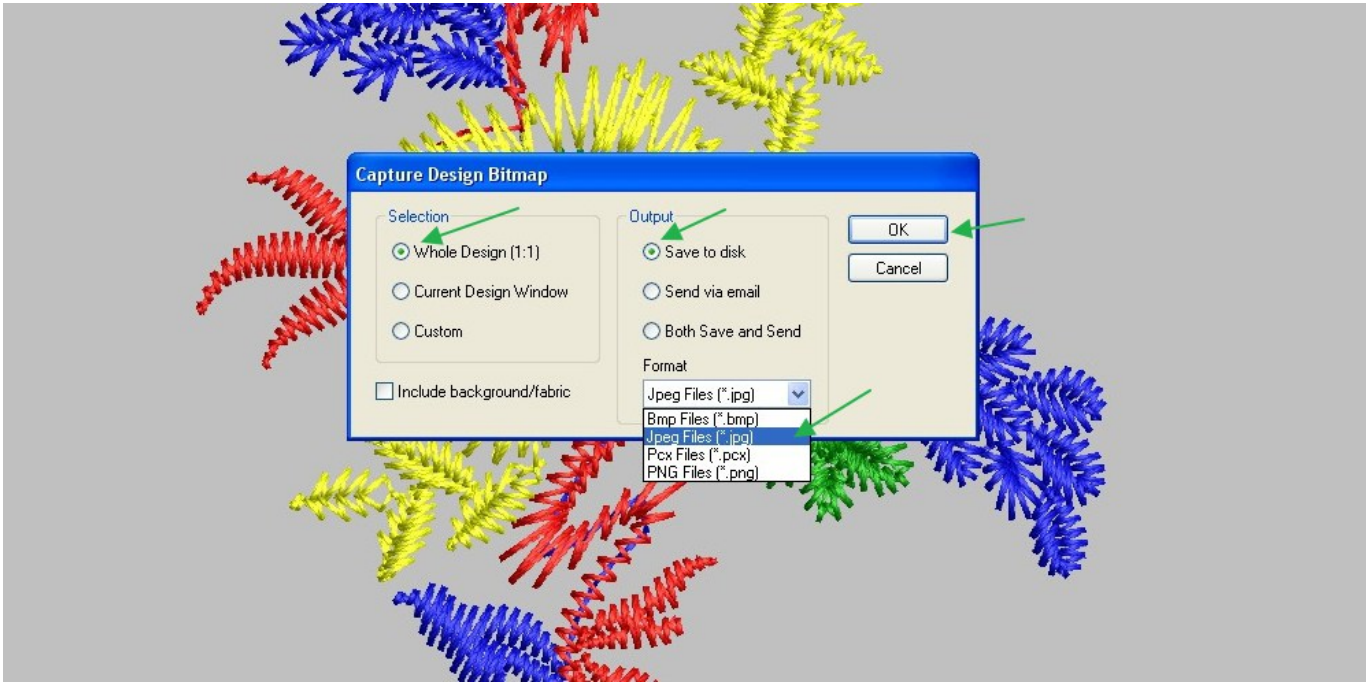 Capture Design Bitmap
Selection
Whole Design (1:1)
Current Design Window
Custom
Include background/fabric
Output
Save to disk
Send via email
Both Save and Send
Format
Jpeg Files (*.jpg)
Bmp Files (*.bmp)
Jpeg Files (*.jpg)
Pcx Files (*.pcx)
PNG Files (*.png)
OK
Cancel